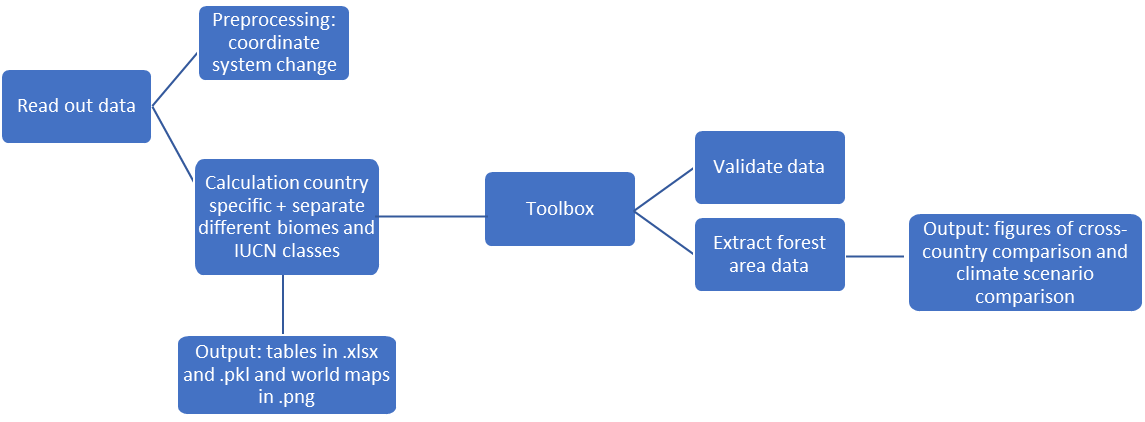 Preprocessing:
coordinate
system change
Read out data
Calculation country
specific + separate
different biomes and
IUCN classes
Output: tables in .xlsx
and .pkl and world maps
in .png
Toolbox
Validate data
Extract forest
area data
Output: figures of cross-
country comparison and
climate scenario
comparison